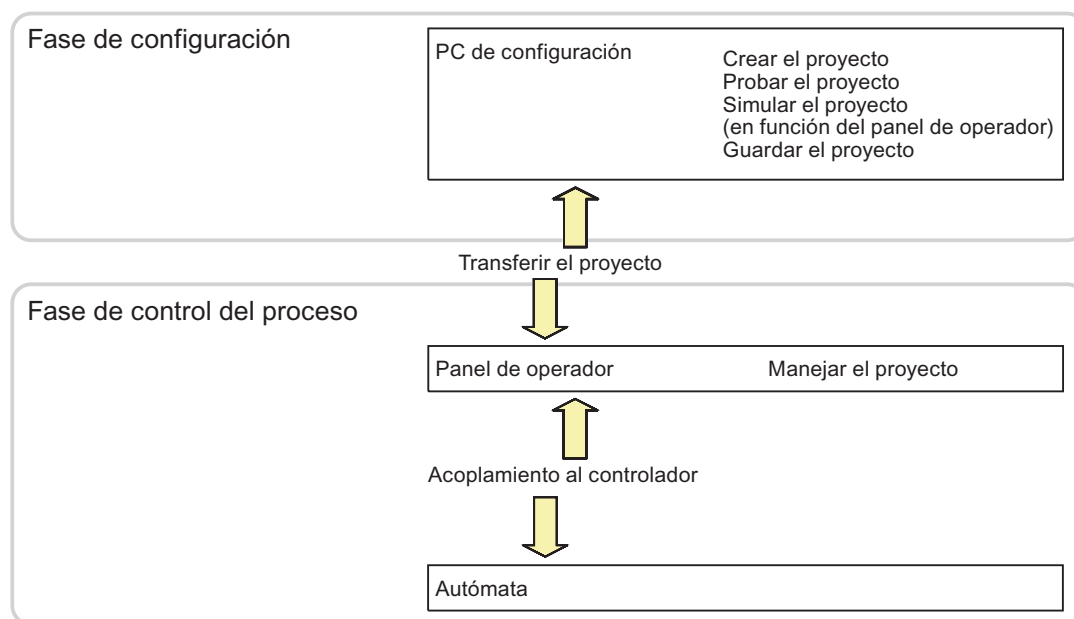 Fase de configuración
PC de configuración
Crear el proyecto
Probar el proyecto
Simular el proyecto
(en función del panel de operador)
Guardar el proyecto
Transferir el proyecto
Fase de control del proceso
Panel de operador
Manejar el proyecto
Acoplamiento al controlador
Autómata